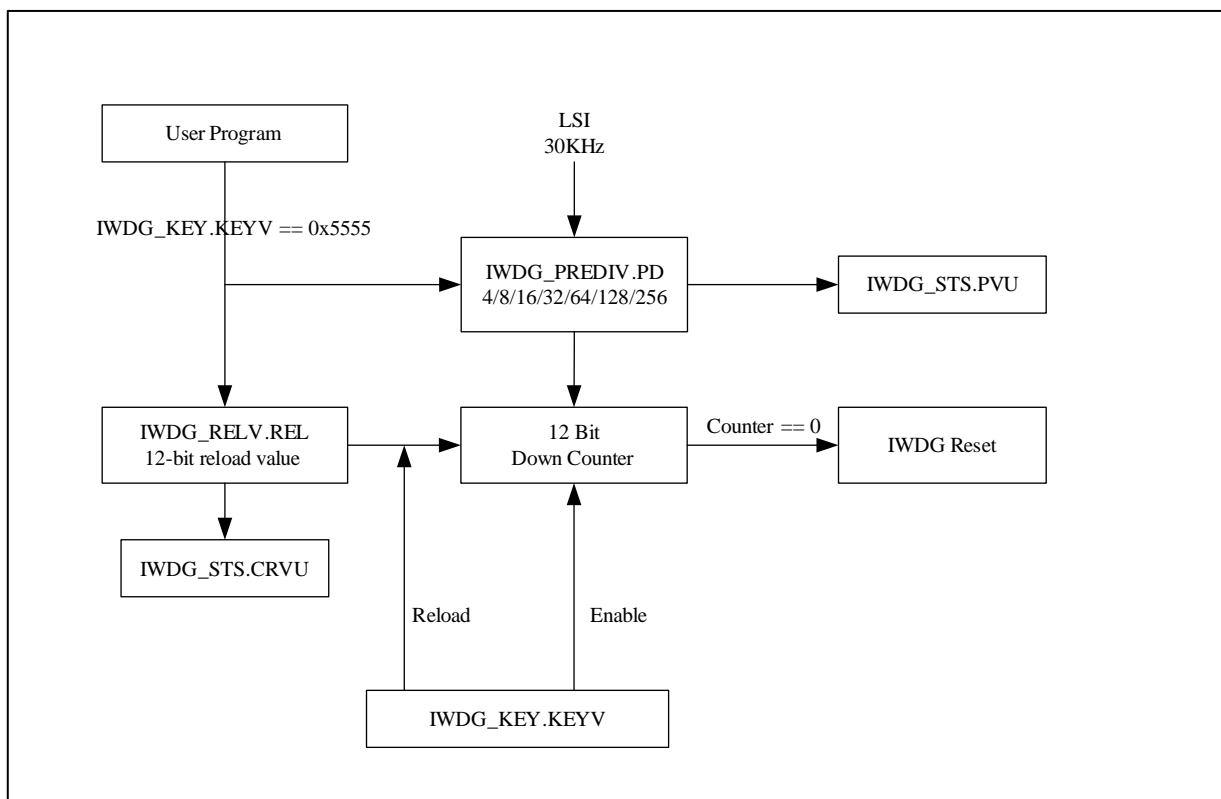 User Program
LSI
30KHz
IWDG_KEY.KEYV == 0x5555
IWDG_PREDIV.PD
4/8/16/32/64/128/256
IWDG_STS.PVU
IWDG_RELV.REL
12-bit reload value
12 Bit
Down Counter
Counter == 0
IWDG Reset
IWDG_STS.CRVU
Reload
Enable
IWDG_KEY.KEYV